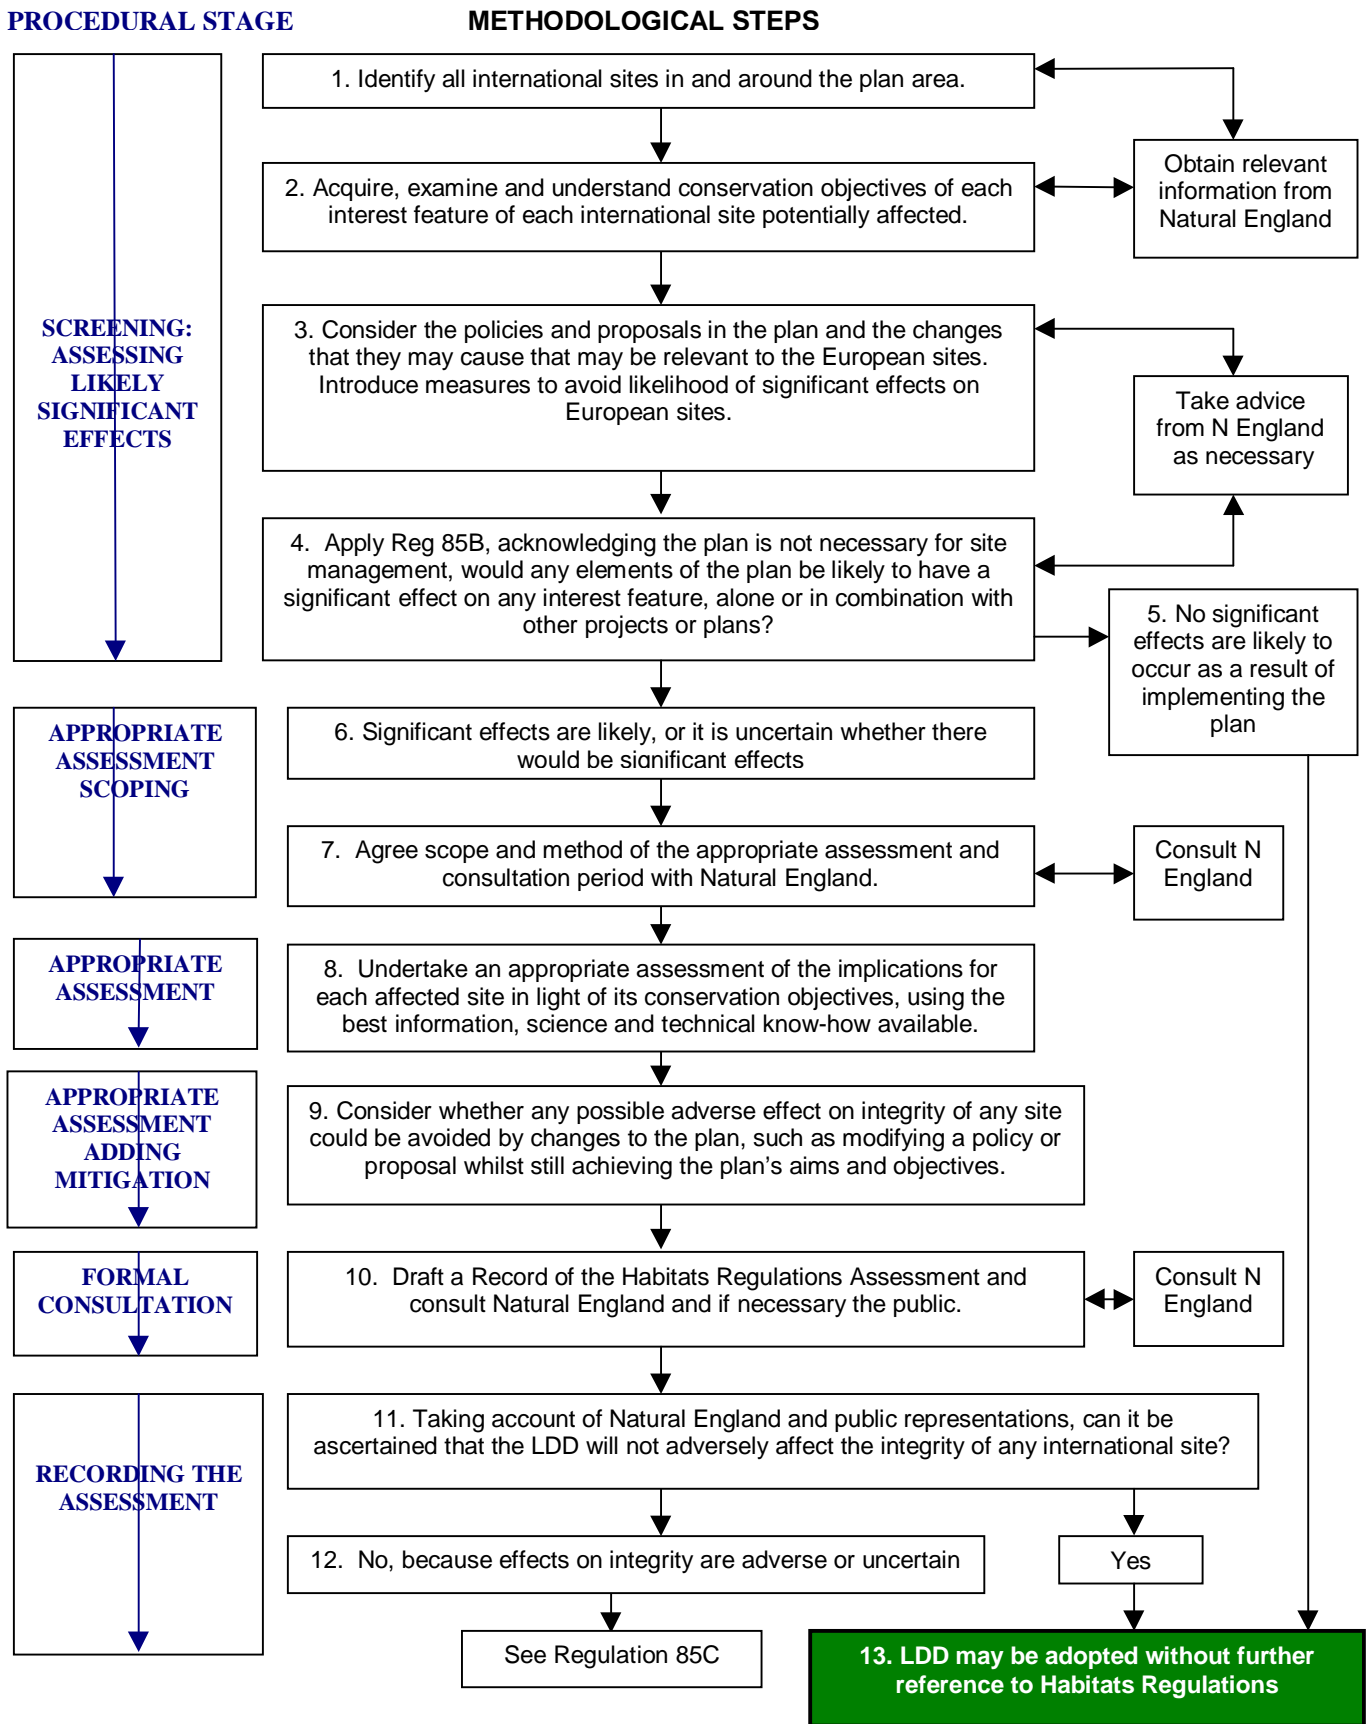 PROCEDURAL STAGE
METHODOLOGICAL STEPS
1. Identify all international sites in and around the plan area.
Obtain relevant
information from
Natural England
2. Acquire, examine and understand conservation objectives of each
interest feature of each international site potentially affected.
SCREENING:
ASSESSING
LIKELY
SIGNIFICANT
EFFECTS
3. Consider the policies and proposals in the plan and the changes
that they may cause that may be relevant to the European sites.
Introduce measures to avoid likelihood of significant effects on
European sites.
Take advice
from N England
as necessary
4. Apply Reg 85B, acknowledging the plan is not necessary for site
management, would any elements of the plan be likely to have a
significant effect on any interest feature, alone or in combination with
other projects or plans?
5. No significant
effects are likely to
occur as a result of
implementing the
plan
APPROPRIATE
ASSESSMENT
SCOPING
6. Significant effects are likely, or it is uncertain whether there
would be significant effects
7. Agree scope and method of the appropriate assessment and
consultation period with Natural England.
Consult N
England
APPROPRIATE
ASSESSMENT
8. Undertake an appropriate assessment of the implications for
each affected site in light of its conservation objectives, using the
best information, science and technical know-how available.
APPROPRIATE
ASSESSMENT
ADDING
MITIGATION
9. Consider whether any possible adverse effect on integrity of any site
could be avoided by changes to the plan, such as modifying a policy or
proposal whilst still achieving the plan's aims and objectives.
FORMAL
CONSULTATION
10. Draft a Record of the Habitats Regulations Assessment and
consult Natural England and if necessary the public.
Consult N
England
RECORDING THE
ASSESSMENT
11. Taking account of Natural England and public representations, can it be
ascertained that the LDD will not adversely affect the integrity of any international site?
12. No, because effects on integrity are adverse or uncertain
Yes
See Regulation 85C
13. LDD may be adopted without further
reference to Habitats Regulations